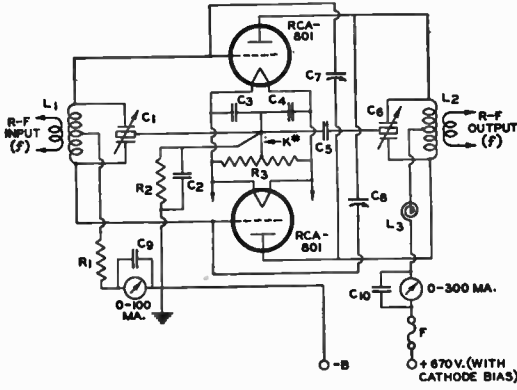 RCA-
801
L1
R-F
INPUT
(f)
C1
C3
C4
C7
C6
L2
R-F
OUTPUT
(f)
K*
C5
R2
C2
R3
C8
RCA-
801
L3
R1
C9
0-100
MA.
C10
0-300 MA.
F
-B
+670 V. (WITH
CATHODE BIAS)